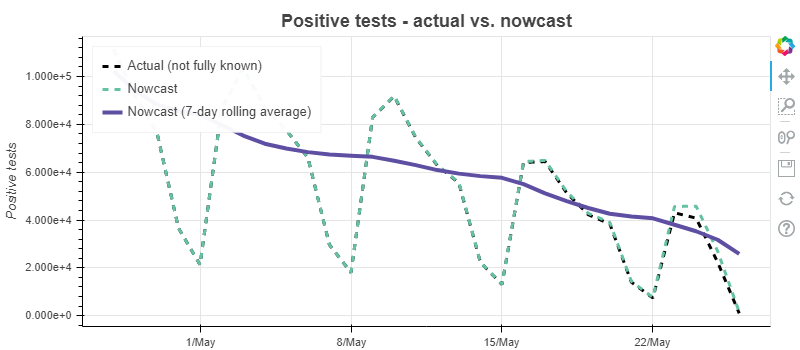 Positive tests - actual vs. nowcast
Actual (not fully known)
Nowcast
Nowcast (7-day rolling average)
Positive tests
1.000e+5
8.000e+4
6.000e+4
4.000e+4
2.000e+4
0.000e+0
1/May
8/May
15/May
22/May